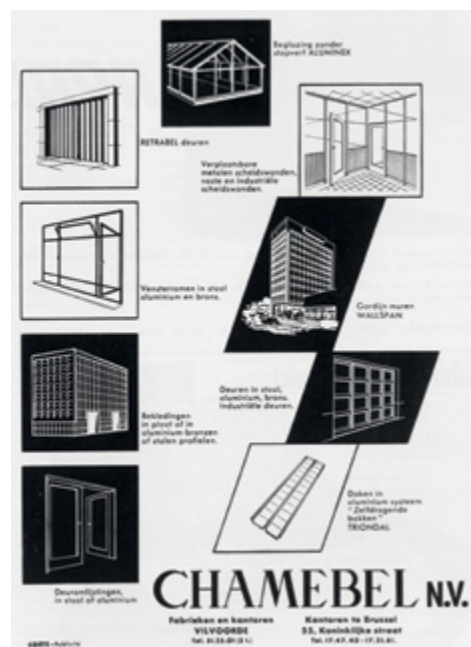 Beglazing zonder
stopverf ALUMINEX
RETRABEL deuren
Verplaatsbare
metalen scheidswanden,
vaste en industriële
scheidswanden.
Vensterramen in staal
aluminium en brons.
Gordijn muren
WALLSPAN
Deuren in staal,
aluminium, brons.
Industriële deuren.
Bekledingen
in plaat of in
aluminium-bronzen
of stalen profielen.
Daken in
aluminium systeem
"Zelfdragende
bakken"
TRIONDAL
Deuromlijstingen,
in staal of aluminium
CHAMEBEL N.V.
Fabrieken en kantoren
VILVOORDE
Kantoren te Brussel
55, Koninklijke straat